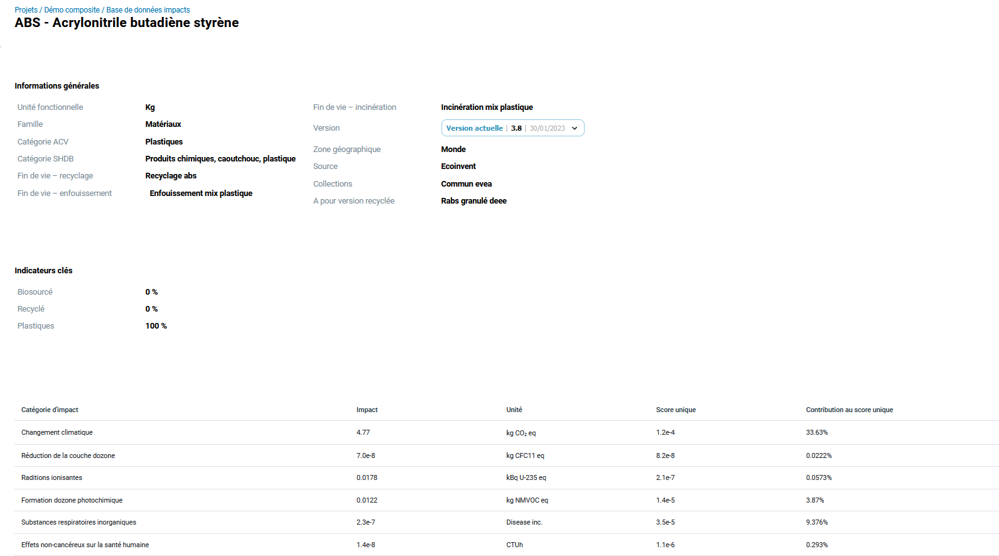 Projets / Démo composite / Base de données impacts
ABS - Acrylonitrile butadiène styrène
Informations générales
Unité fonctionnelle Kg
Famille Matériaux
Catégorie ACV Plastiques
Catégorie SHDB Produits chimiques, caoutchouc, plastique
Fin de vie – recyclage Recyclage abs
Fin de vie – enfouissement Enfouissement mix plastique
Fin de vie – incinération Incinération mix plastique
Version Version actuelle | 3.8 | 30/01/2023
Zone géographique Monde
Source Ecoinvent
Collections Commun evea
A pour version recyclée Rabs granulé deee
Indicateurs clés
Biosourcé 0 %
Recyclé 0 %
Plastiques 100 %
Catégorie d'impact Impact Unité Score unique Contribution au score unique
Changement climatique 4.77 kg CO₂ eq 1.2e-4 33.63%
Réduction de la couche dozone 7.0e-8 kg CFC11 eq 8.2e-8 0.0222%
Raditions ionisantes 0.0178 kBq U-235 eq 2.1e-7 0.0573%
Formation dozone photochimique 0.0122 kg NMVOC eq 1.4e-5 3.87%
Substances respiratoires inorganiques 2.3e-7 Disease inc. 3.5e-5 9.376%
Effets non-cancéreux sur la santé humaine 1.4e-8 CTUh 1.1e-6 0.293%